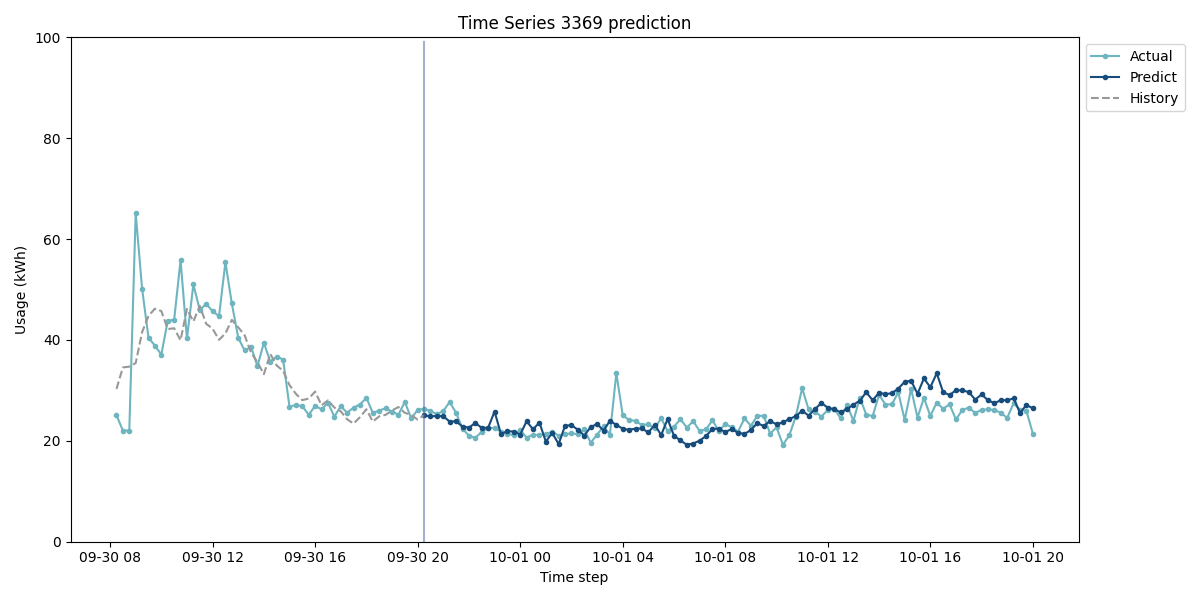 Time Series 3369 prediction
100
80
60
40
20
0
Usage (kWh)
09-30 08 09-30 12 09-30 16 09-30 20 10-01 00 10-01 04 10-01 08 10-01 12 10-01 16 10-01 20
Time step
Actual
Predict
History